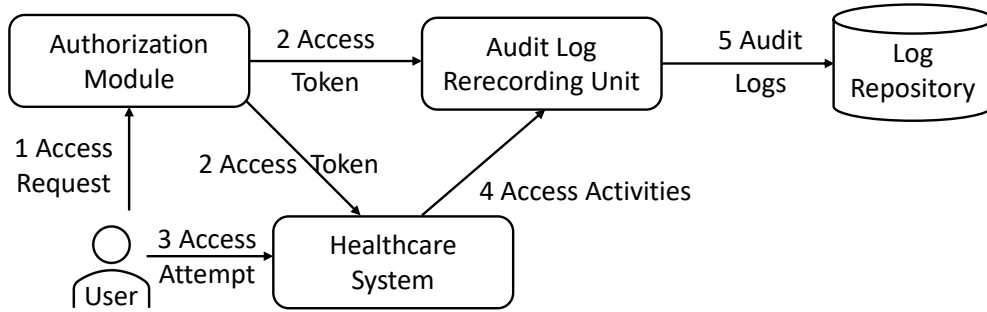 Authorization
Module
2 Access
Token
Audit Log
Rerecording Unit
5 Audit
Logs
Log
Repository
1 Access
Request
2 Access Token
4 Access Activities
3 Access
Attempt
Healthcare
System
User